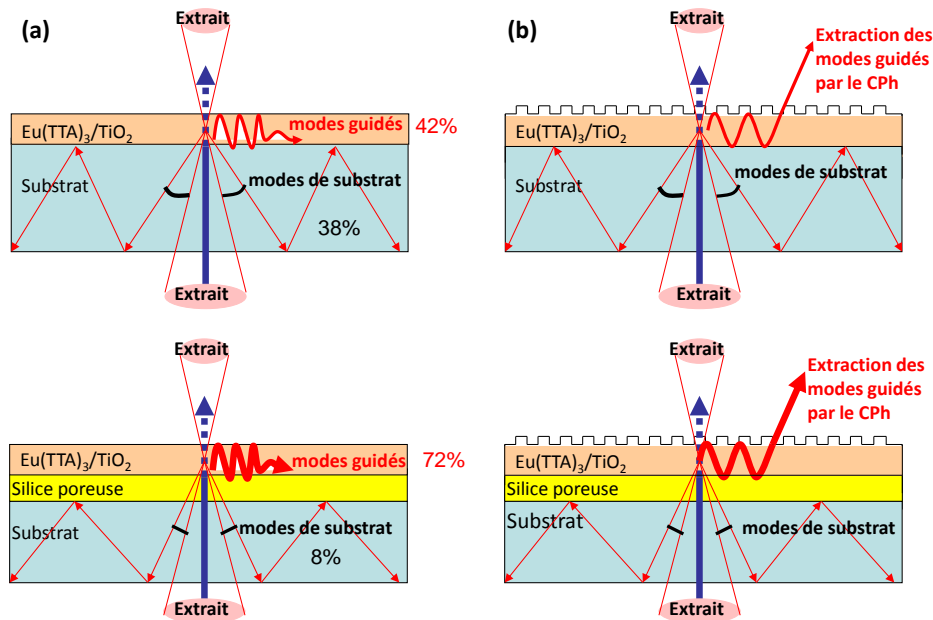 (a)
Extrait
Eu(TTA)3/TiO2
modes guidés
42%
Substrat
modes de substrat
38%
Extrait
(b)
Extrait
Extraction des
modes guidés
par le CPh
Eu(TTA)3/TiO2
Substrat
modes de substrat
Extrait
Extrait
Eu(TTA)3/TiO2
modes guidés
72%
Silice poreuse
Substrat
modes de substrat
8%
Extrait
Extrait
Extraction des
modes guidés
par le CPh
Eu(TTA)3/TiO2
Silice poreuse
Substrat
modes de substrat
Extrait